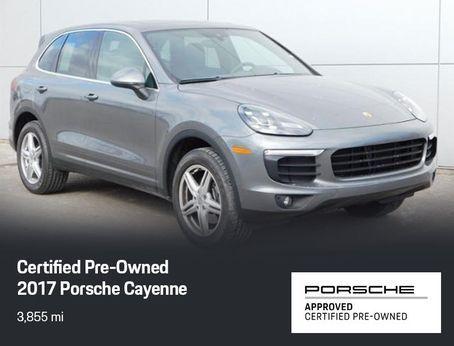 Certified Pre-Owned
2017 Porsche Cayenne
3,855 mi
PORSCHE
APPROVED
CERTIFIED PRE-OWNED